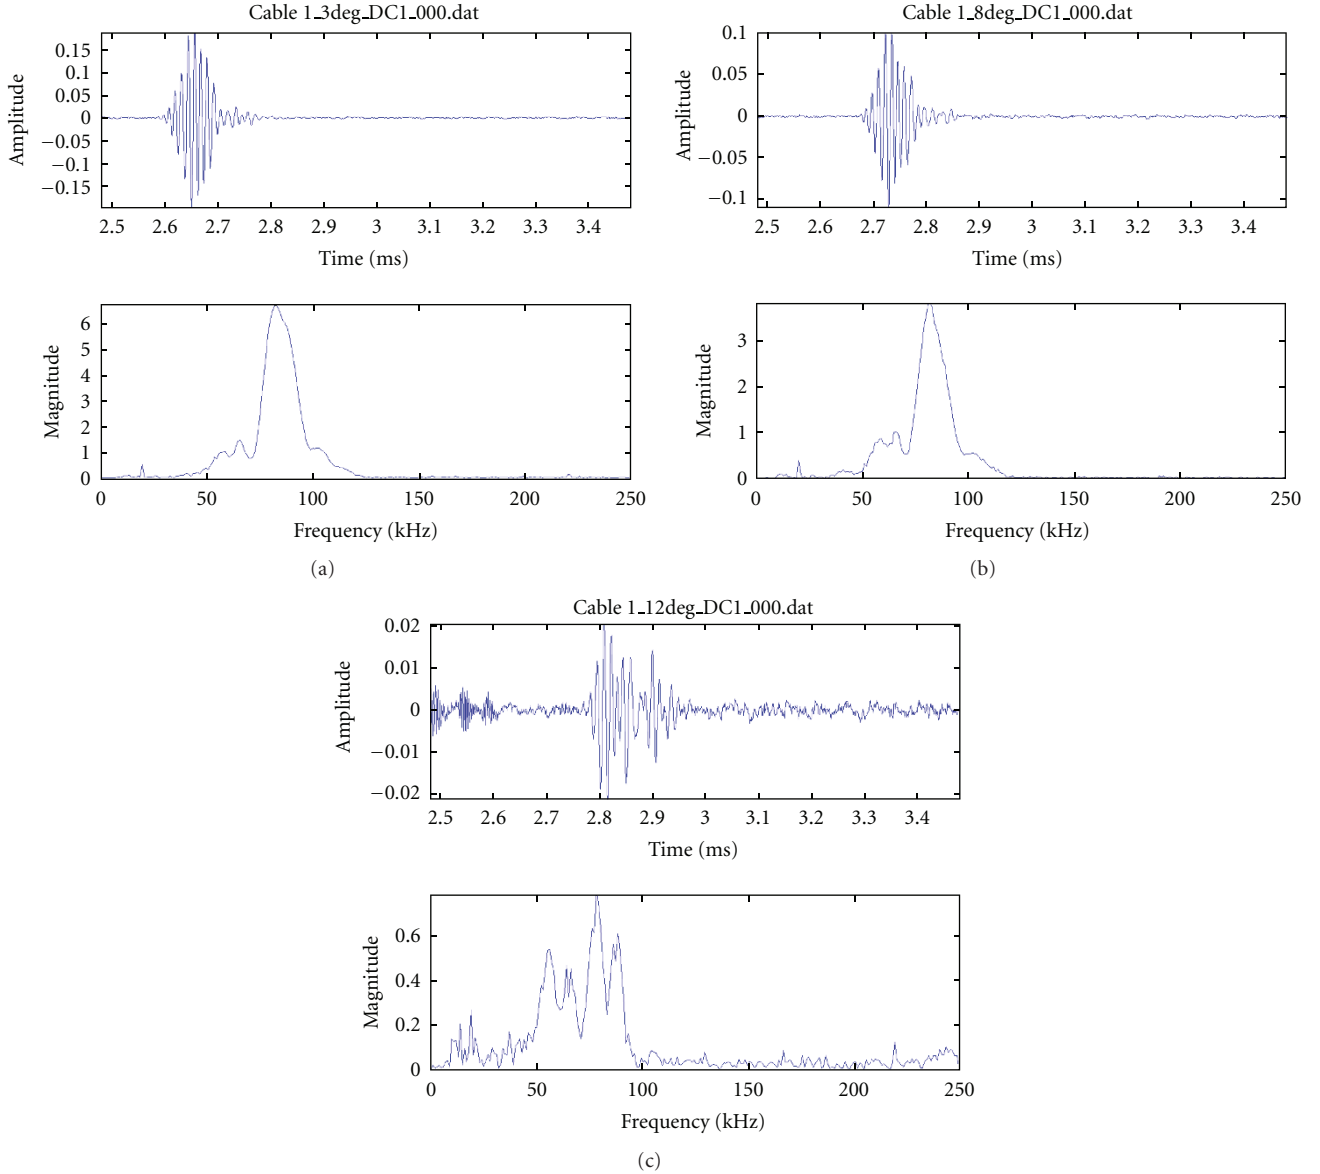 Cable 1_3deg_DC1_000.dat
Amplitude
0.15
0.1
0.05
0
−0.05
−0.1
−0.15
2.5 2.6 2.7 2.8 2.9 3 3.1 3.2 3.3 3.4
Time (ms)
Magnitude
6
5
4
3
2
1
0
0 50 100 150 200 250
Frequency (kHz)
(a)
Cable 1_8deg_DC1_000.dat
Amplitude
0.1
0.05
0
−0.05
−0.1
2.5 2.6 2.7 2.8 2.9 3 3.1 3.2 3.3 3.4
Time (ms)
Magnitude
3
2
1
0
0 50 100 150 200 250
Frequency (kHz)
(b)
Cable 1_12deg_DC1_000.dat
Amplitude
0.02
0.01
0
−0.01
−0.02
2.5 2.6 2.7 2.8 2.9 3 3.1 3.2 3.3 3.4
Time (ms)
Magnitude
0.6
0.4
0.2
0
0 50 100 150 200 250
Frequency (kHz)
(c)